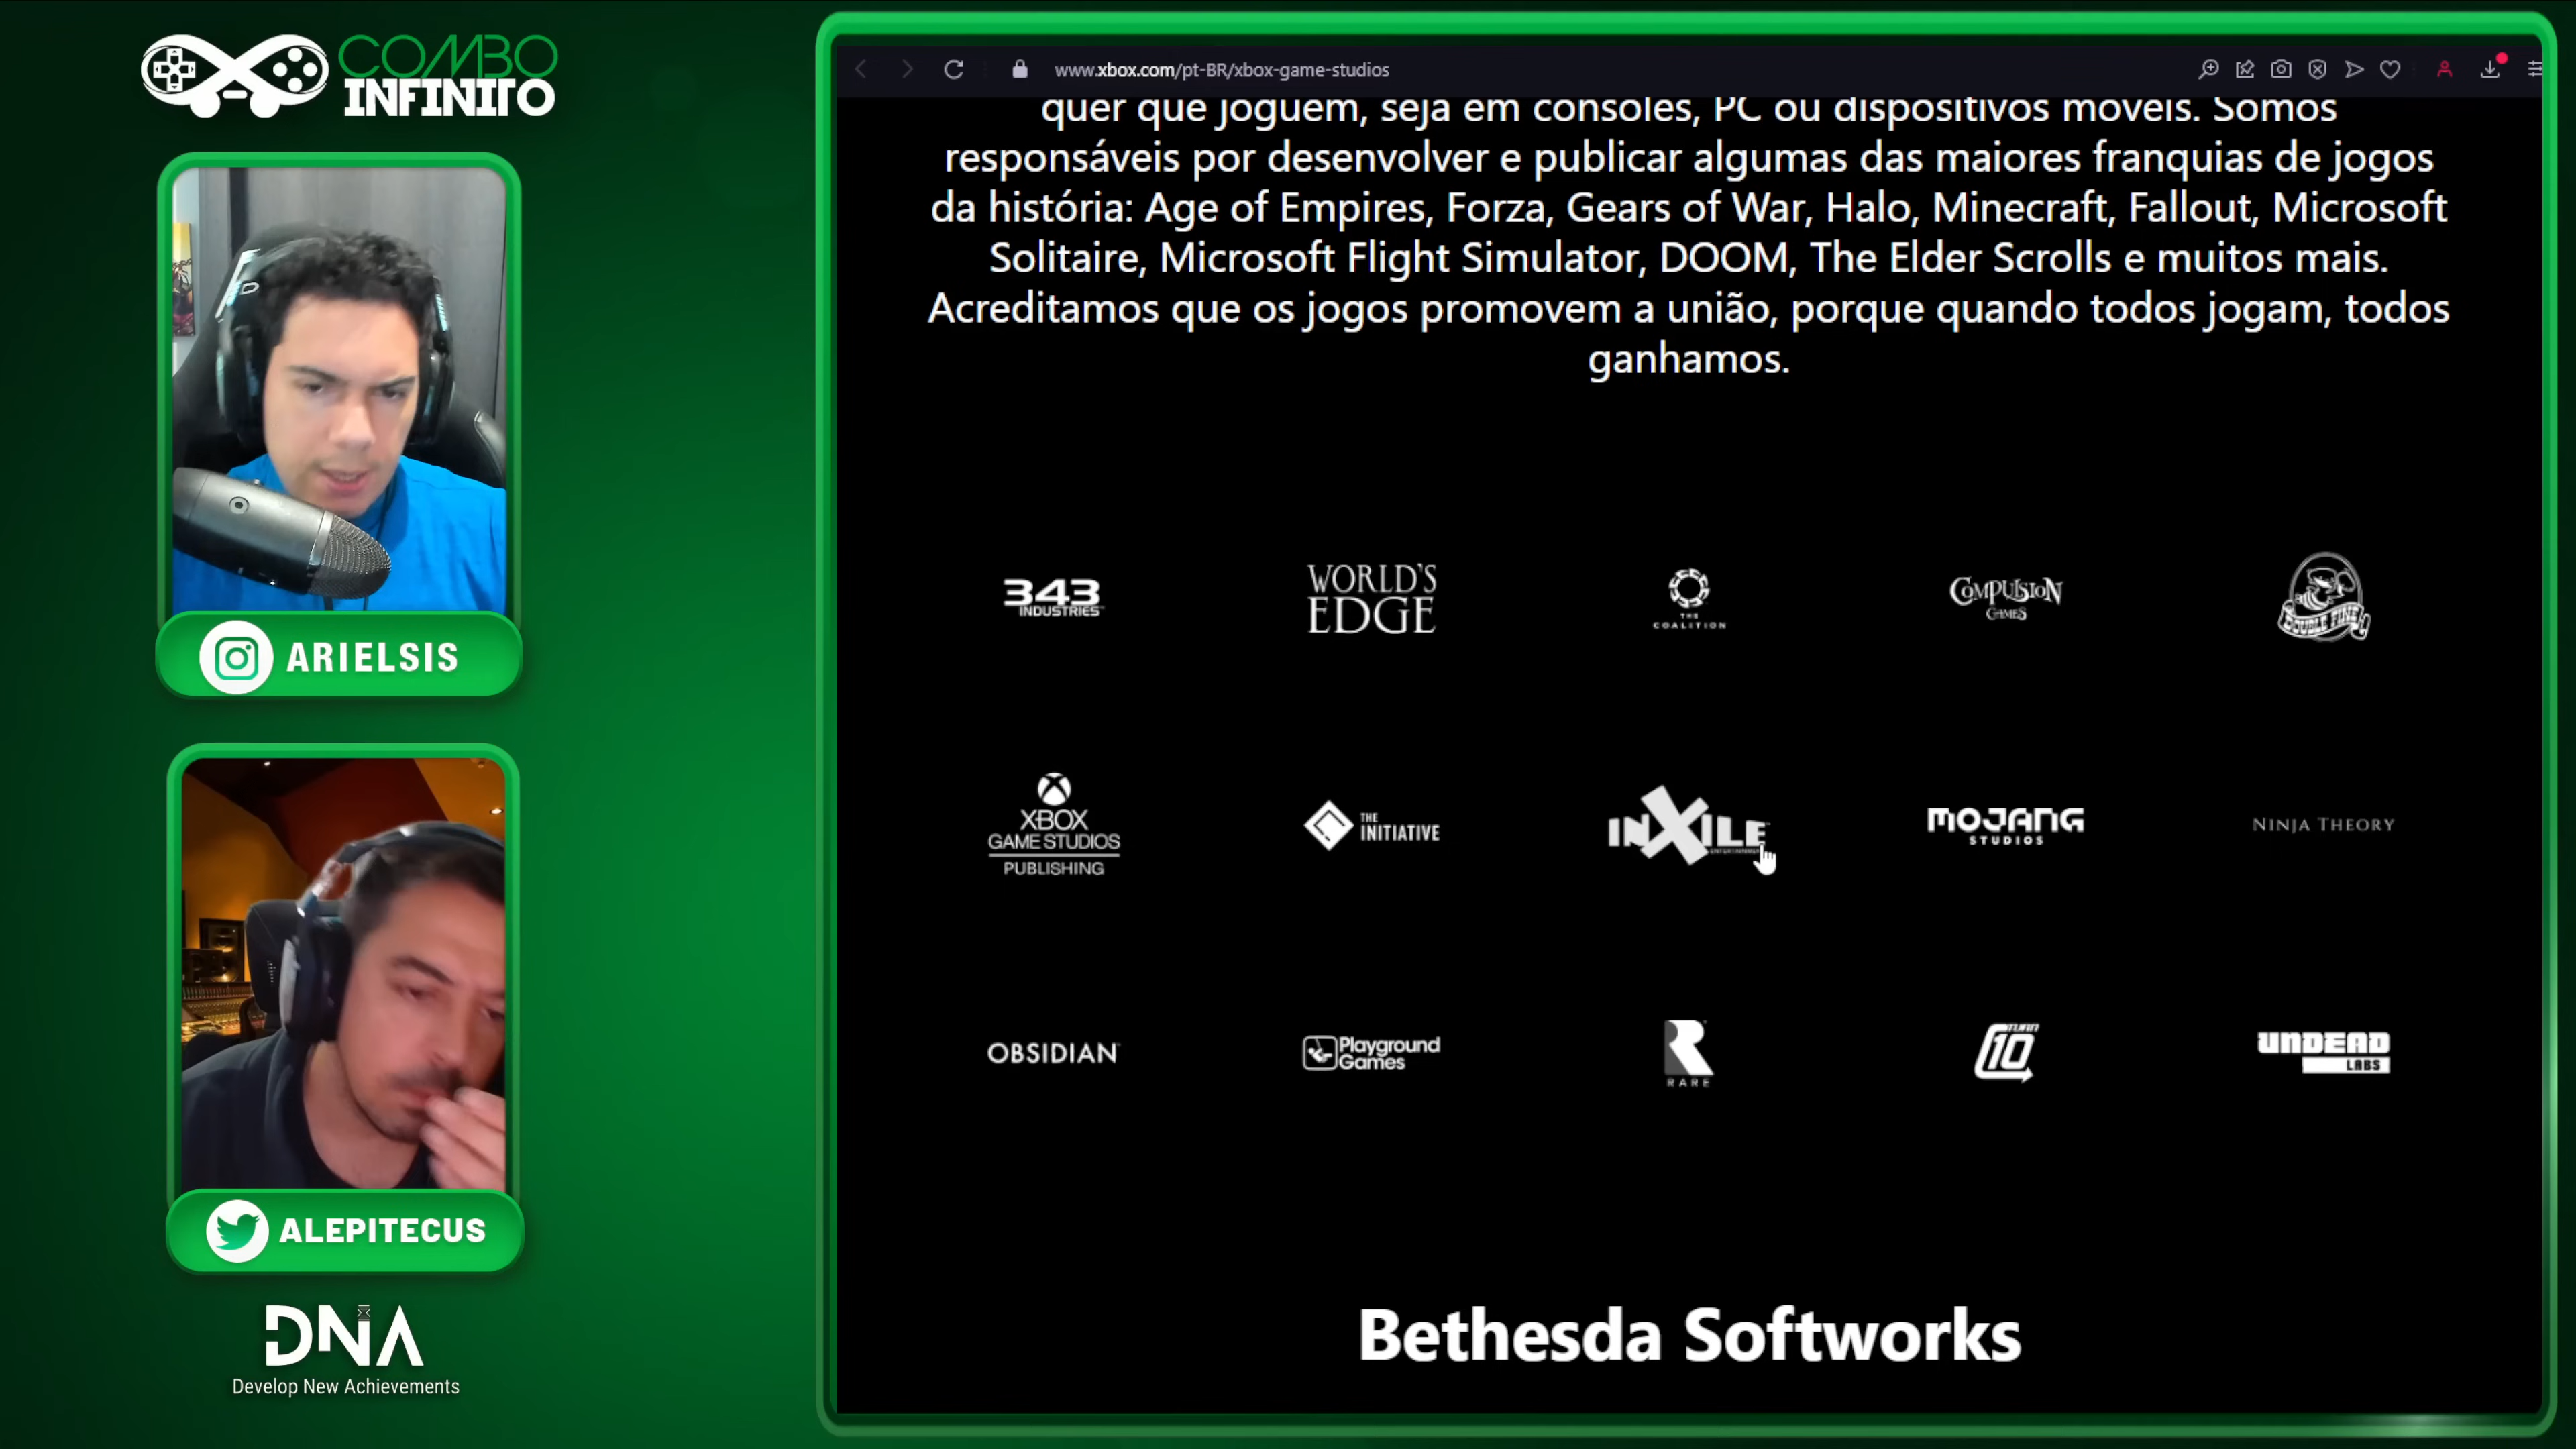 COMBO
INFINITO
ARIELSIS
ALEPITECUS
DNA
Develop New Achievements
www.xbox.com/pt-BR/xbox-game-studios
quer que joguem, seja em consoles, PC ou dispositivos móveis. Somos
responsáveis por desenvolver e publicar algumas das maiores franquias de jogos
da história: Age of Empires, Forza, Gears of War, Halo, Minecraft, Fallout, Microsoft
Solitaire, Microsoft Flight Simulator, DOOM, The Elder Scrolls e muitos mais.
Acreditamos que os jogos promovem a união, porque quando todos jogam, todos
ganhamos.
343
INDUSTRIES
WORLD'S
EDGE
THE
COALITION
COMPULSION
GAMES
DOUBLE FINE
XBOX
GAME STUDIOS
PUBLISHING
THE
INITIATIVE
INXILE
ENTERTAINMENT
MOJANG
STUDIOS
NINJA THEORY
OBSIDIAN
Playground
Games
RARE
TURN
10
UNDEAD
LABS
Bethesda Softworks